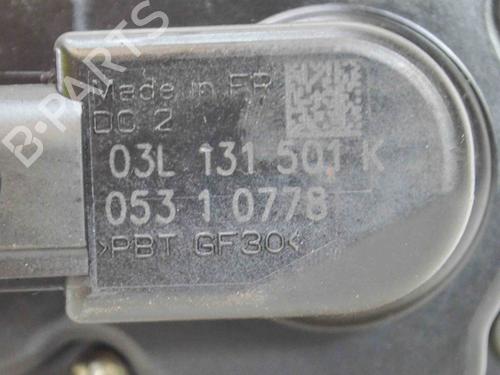 B-PARTS
Made in FR
DC 2
03L 131 501 K
053 1 0778
>PBT GF30<